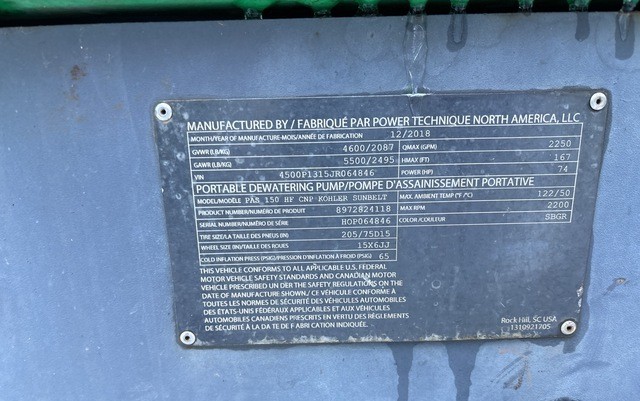 MANUFACTURED BY / FABRIQUÉ PAR POWER TECHNIQUE NORTH AMERICA, LLC
MONTH/YEAR OF MANUFACTURE-MOIS/ANNÉE DE FABRICATION 12/2018
GVWR (LB/KG) 4600/2087 QMAX (GPM) 2250
GAWR (LB/KG) 5500/2495 HMAX (FT) 167
VIN 4500P1315JR064846 POWER (HP) 74
PORTABLE DEWATERING PUMP/POMPE D'ASSAINISSEMENT PORTATIVE
MODEL/MODÈLE PAS 150 HF CNP KOHLER SUNBELT MAX. AMBIENT TEMP (°F/°C) 122/50
PRODUCT NUMBER/NUMÉRO DE PRODUIT 8972824118 MAX RPM 2200
SERIAL NUMBER/NUMÉRO DE SÉRIE HOP064846 COLOR/COULEUR SBGR
TIRE SIZE/LA TAILLE DES PNEUS (IN) 205/75D15
WHEEL SIZE (IN)/LA TAILLE DES ROUES 15X6JJ
COLD INFLATION PRESS (PSIG)/PRESSION D'INFLATION À FROID (PSIG) 65
THIS VEHICLE CONFORMS TO ALL APPLICABLE U.S. FEDERAL
MOTOR VEHICLE SAFETY STANDARDS AND CANADIAN MOTOR
VEHICLE PRESCRIBED UN DER THE SAFETY REGULATIONS ON THE
DATE OF MANUFACTURE SHOWN./ CE VÉHICULE CONFORME À
TOUTES LES NORMES DE SÉCURITÉ DES VÉHICULES AUTOMOBILES
DES ÉTATS-UNIS FÉDÉRAUX APPLICABLES ET AUX VÉHICULES
AUTOMOBILES CANADIENS PRESCRITS EN VERTU DES RÈGLEMENTS
DE SÉCURITÉ À LA DA TE DE F ABRICATION INDIQUÉE.
Rock Hill, SC USA
1310921705